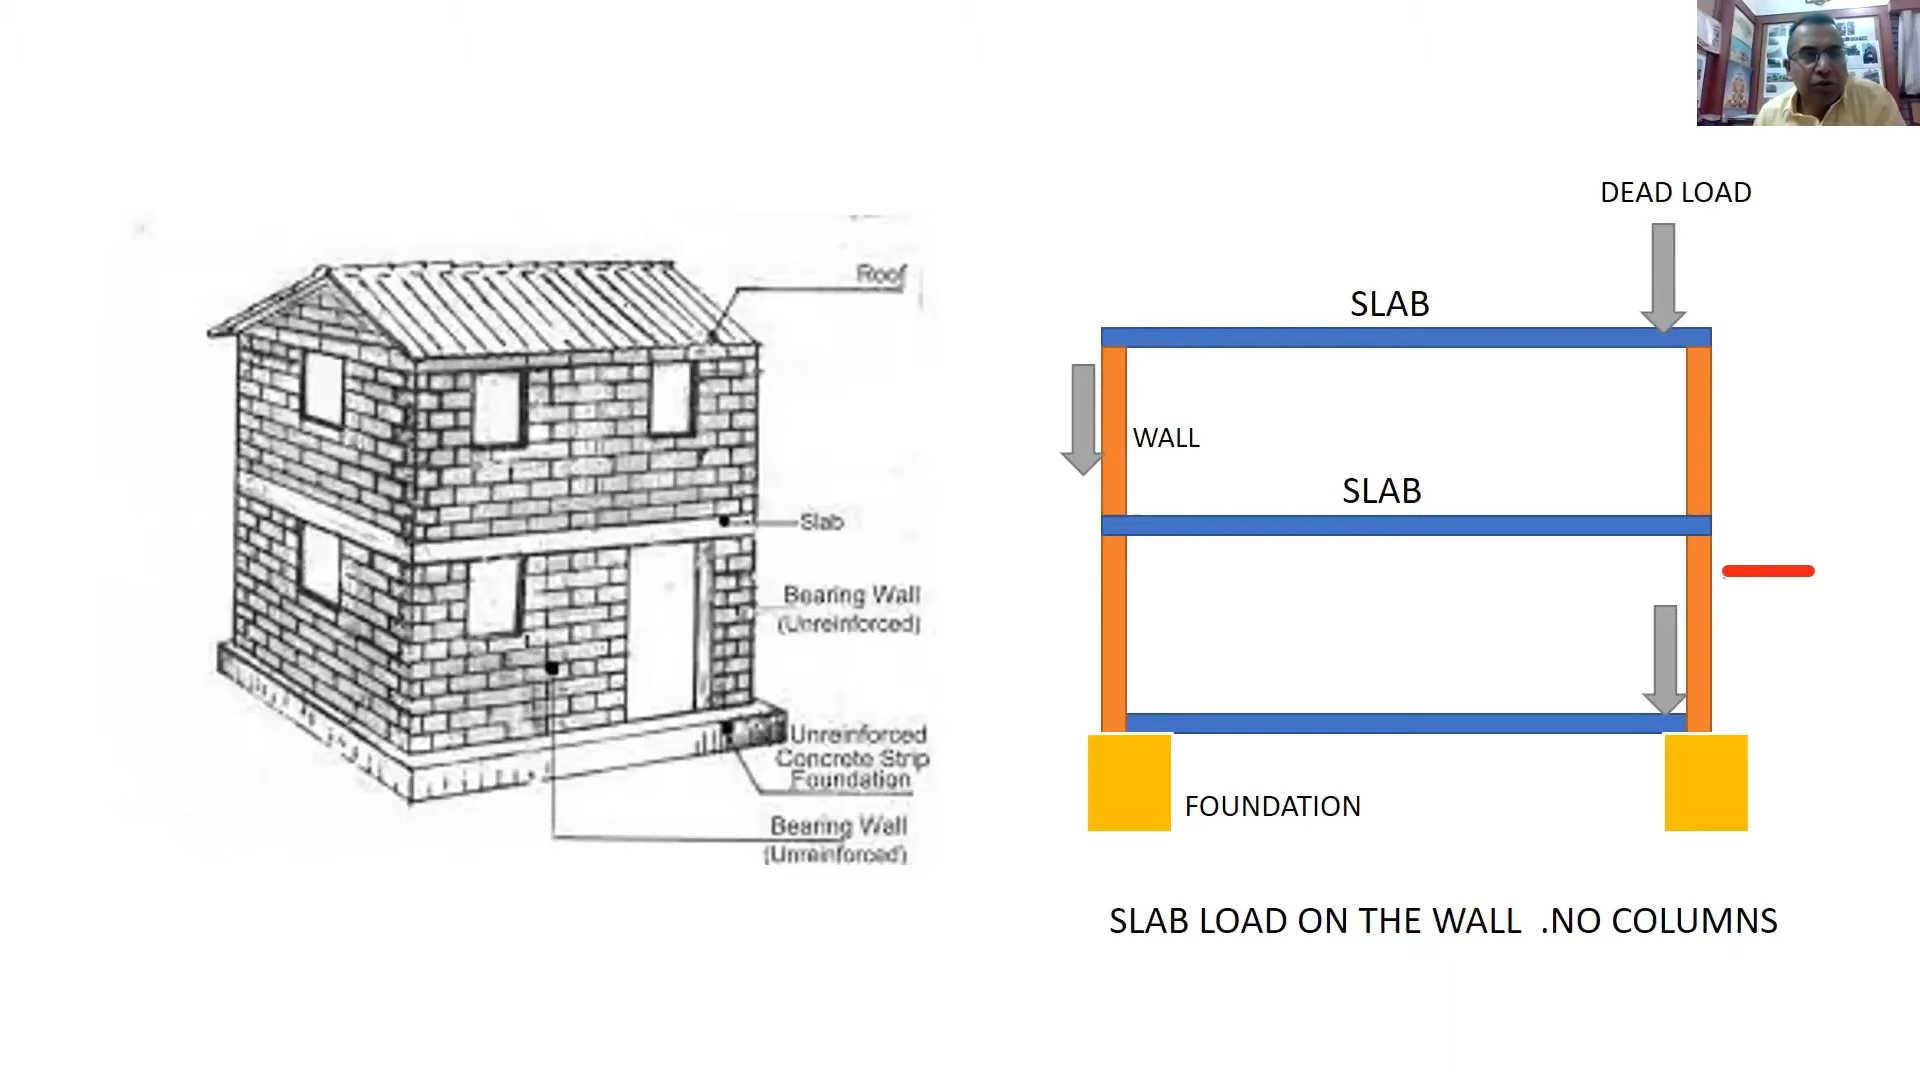 Roof
Slab
Bearing Wall
(Unreinforced)
Unreinforced
Concrete Strip
Foundation
Bearing Wall
(Unreinforced)
DEAD LOAD
SLAB
WALL
SLAB
FOUNDATION
SLAB LOAD ON THE WALL .NO COLUMNS